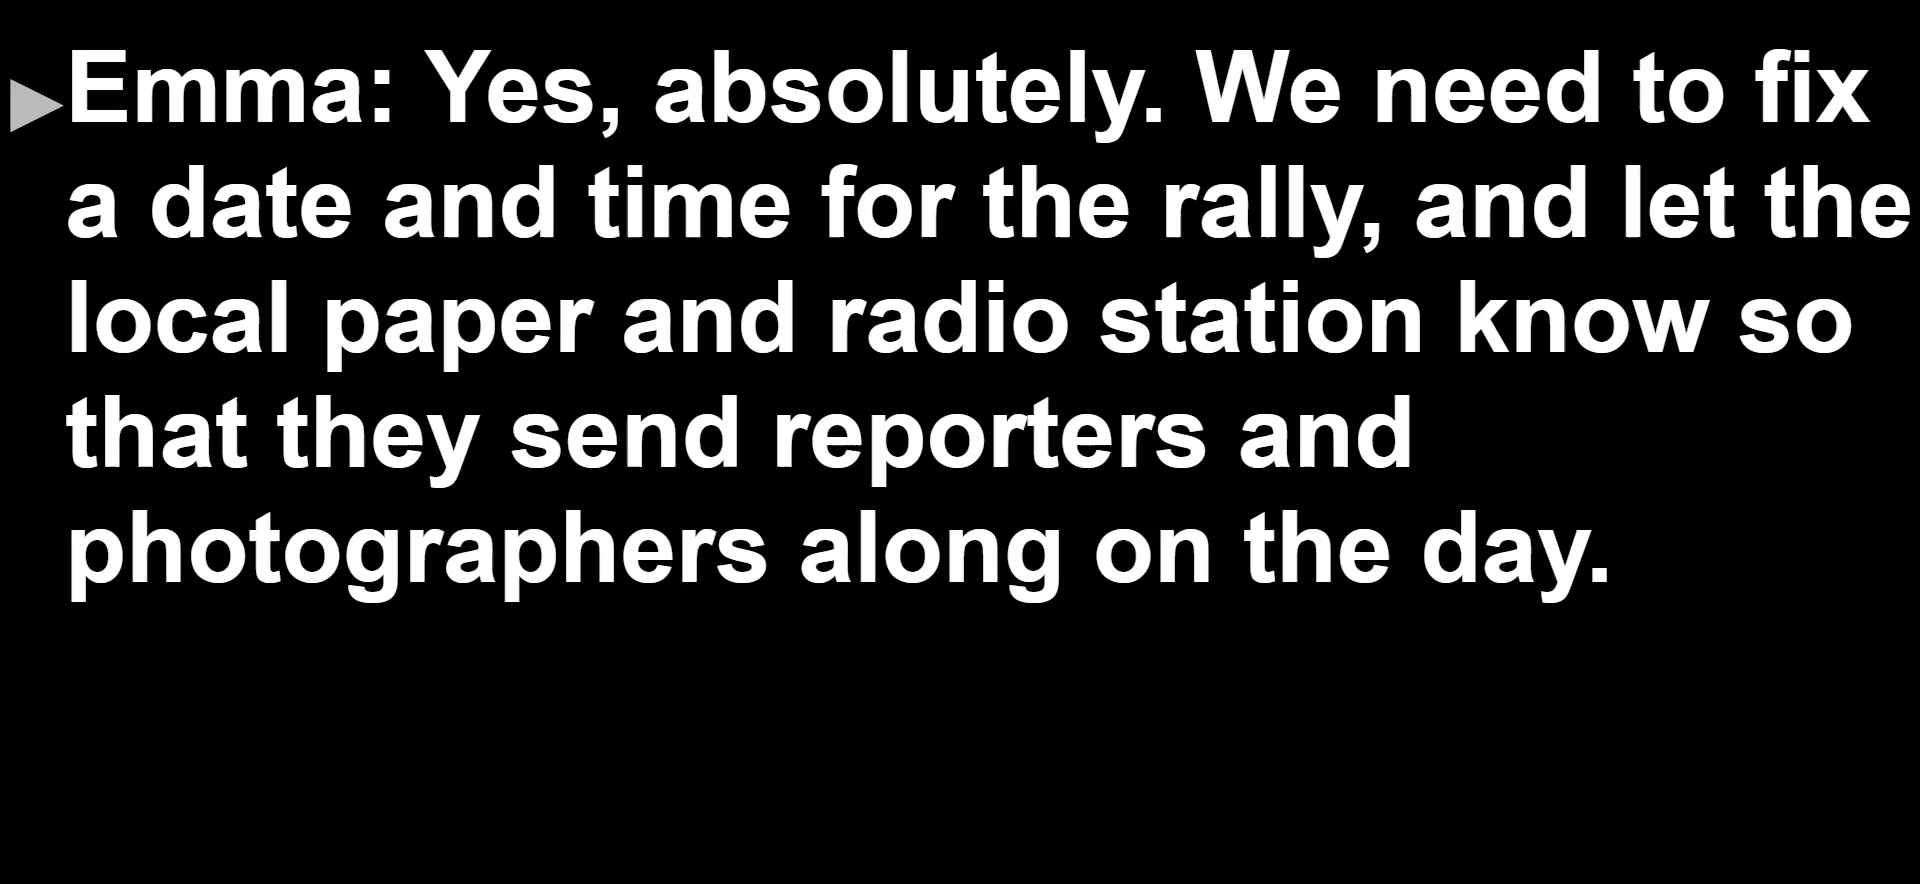 ►Emma: Yes, absolutely. We need to fix
a date and time for the rally, and let the
local paper and radio station know so
that they send reporters and
photographers along on the day.